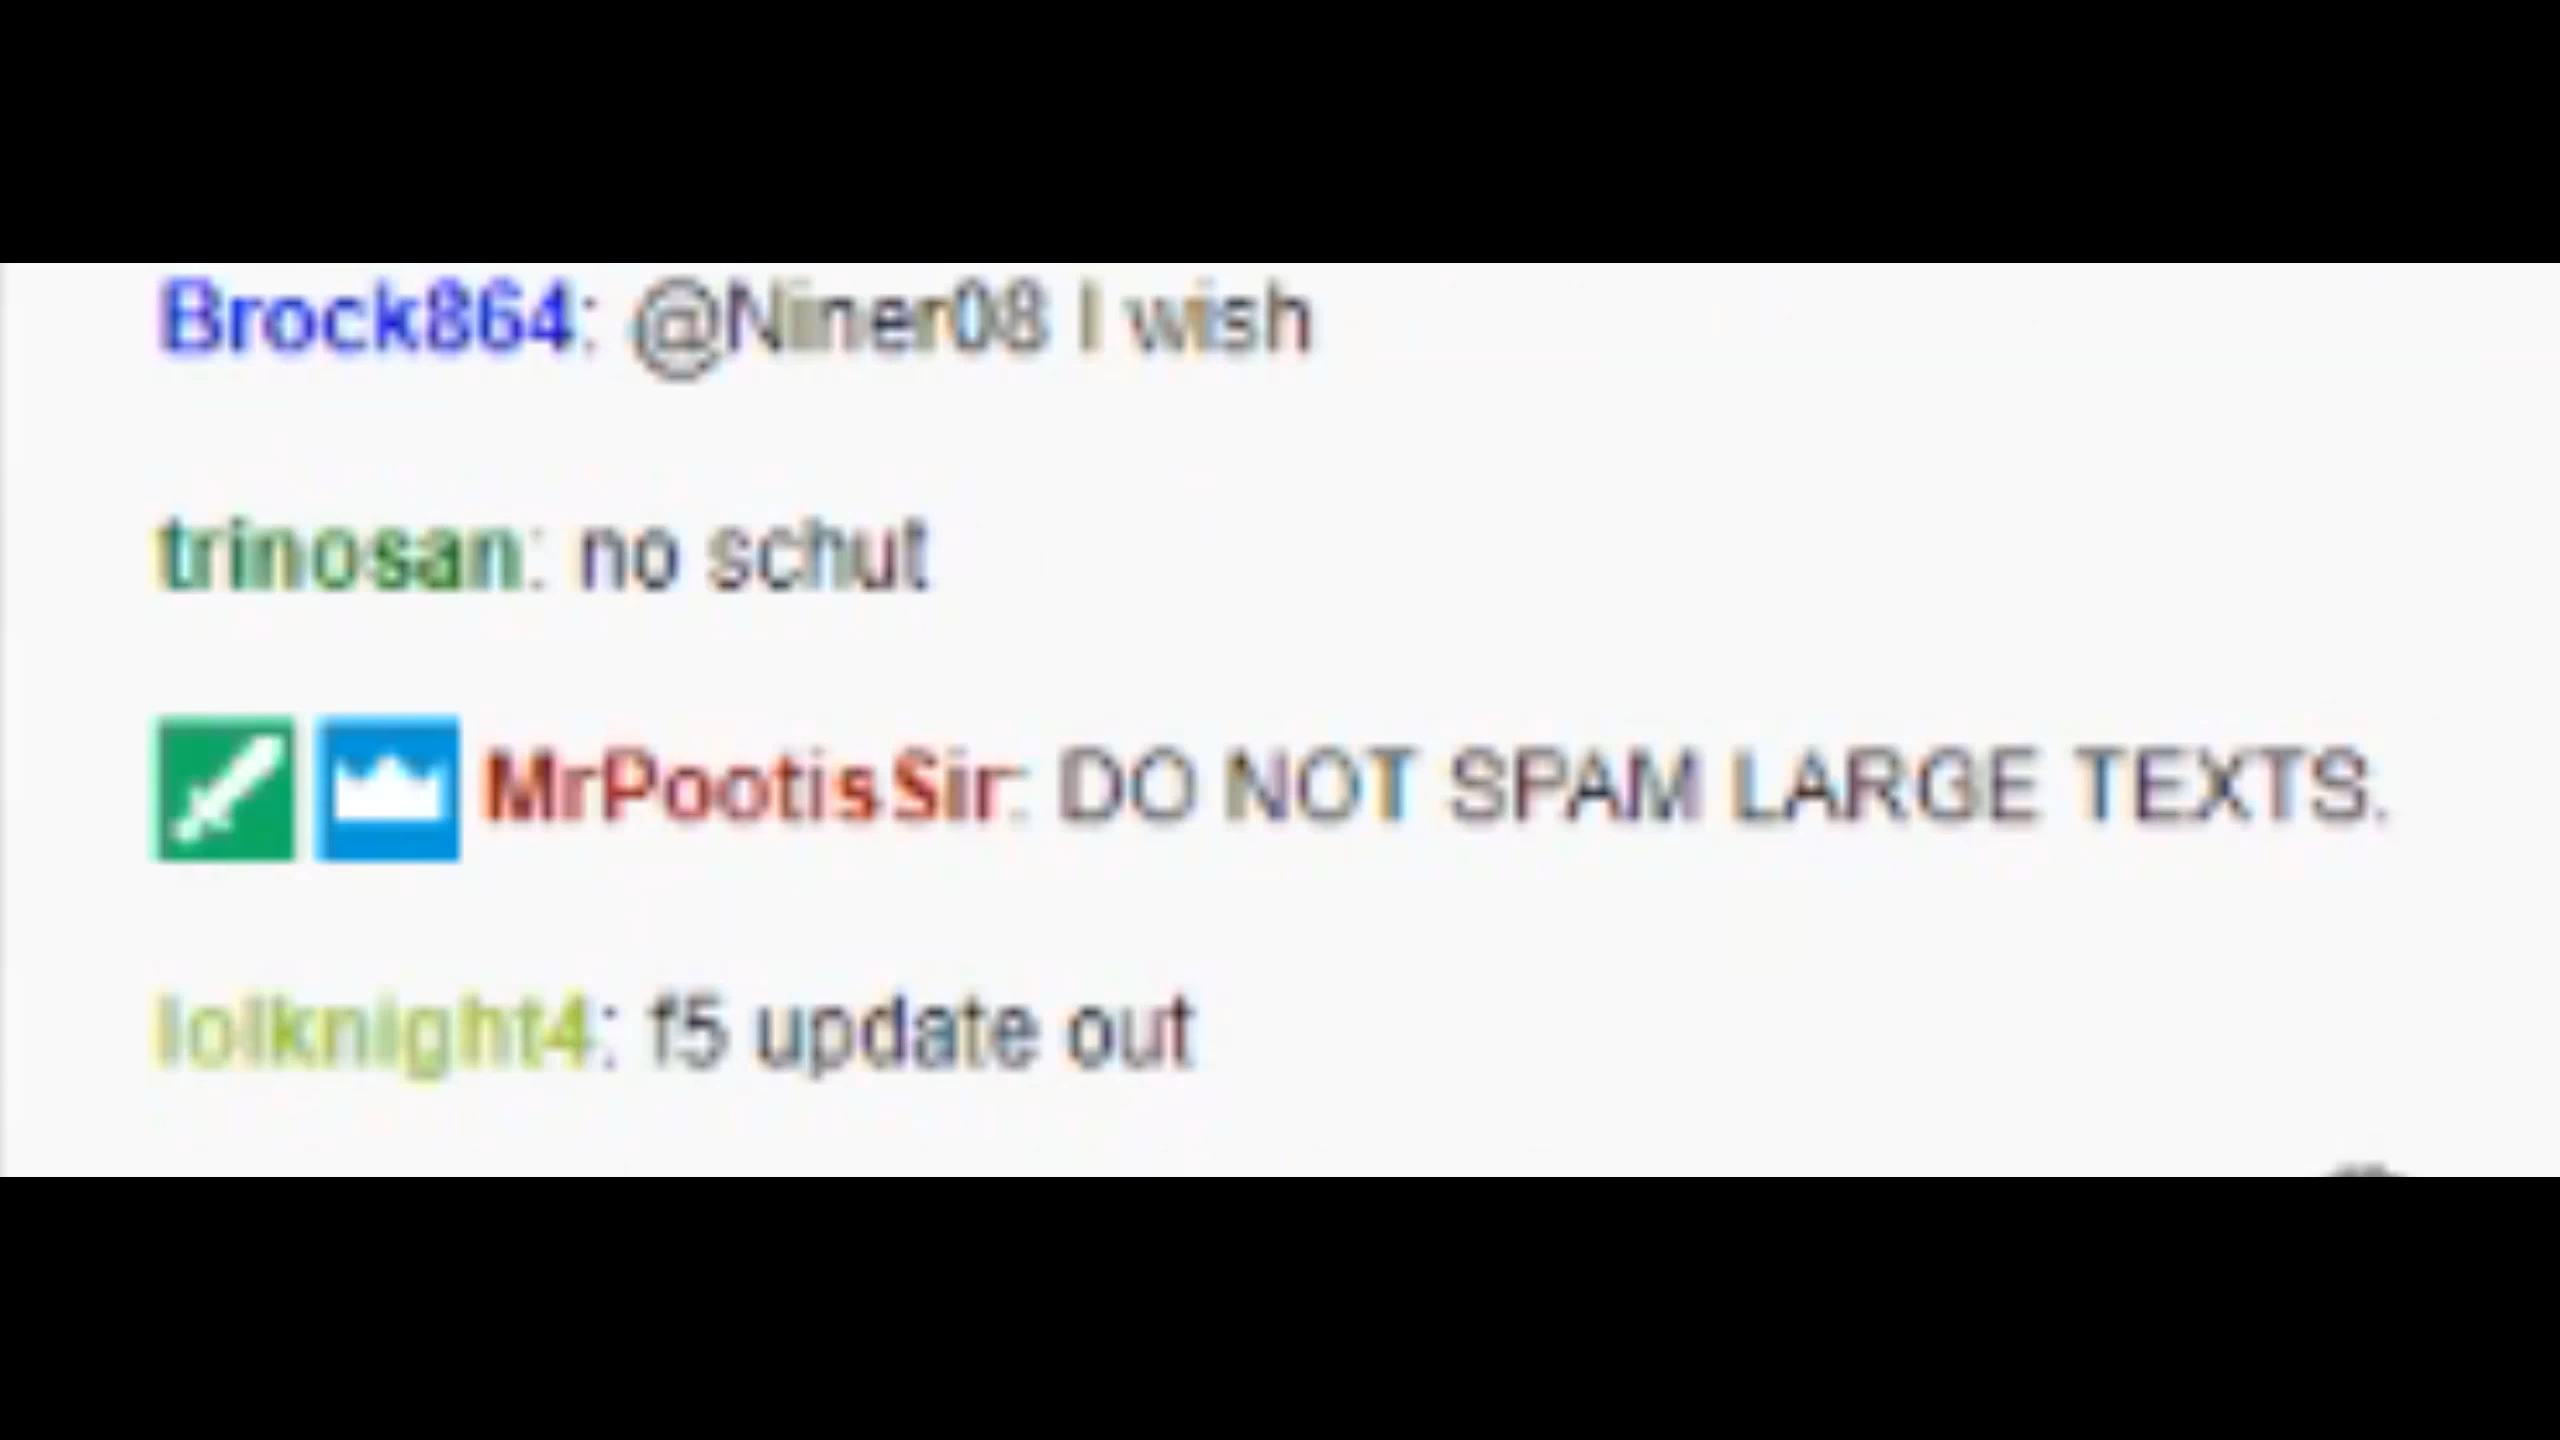 Brock864: @Niner08 I wish
trinosan: no schut
MrPootisSir: DO NOT SPAM LARGE TEXTS.
lolknight4: f5 update out